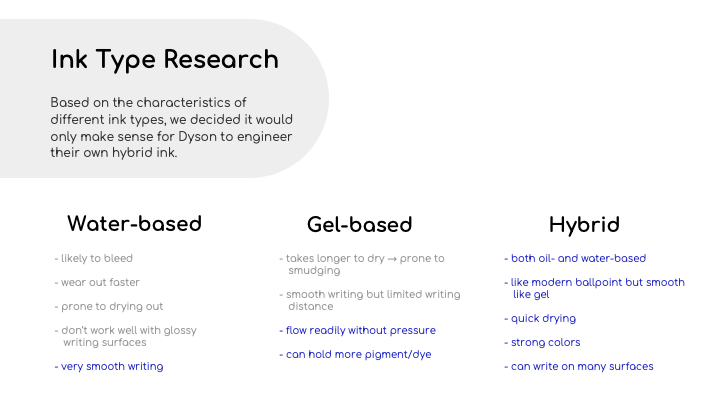 Ink Type Research
Based on the characteristics of
different ink types, we decided it would
only make sense for Dyson to engineer
their own hybrid ink.
Water-based
- likely to bleed
- wear out faster
- prone to drying out
- don't work well with glossy
writing surfaces
- very smooth writing
Gel-based
- takes longer to dry → prone to
smudging
- smooth writing but limited writing
distance
- flow readily without pressure
- can hold more pigment/dye
Hybrid
- both oil- and water-based
- like modern ballpoint but smooth
like gel
- quick drying
- strong colors
- can write on many surfaces